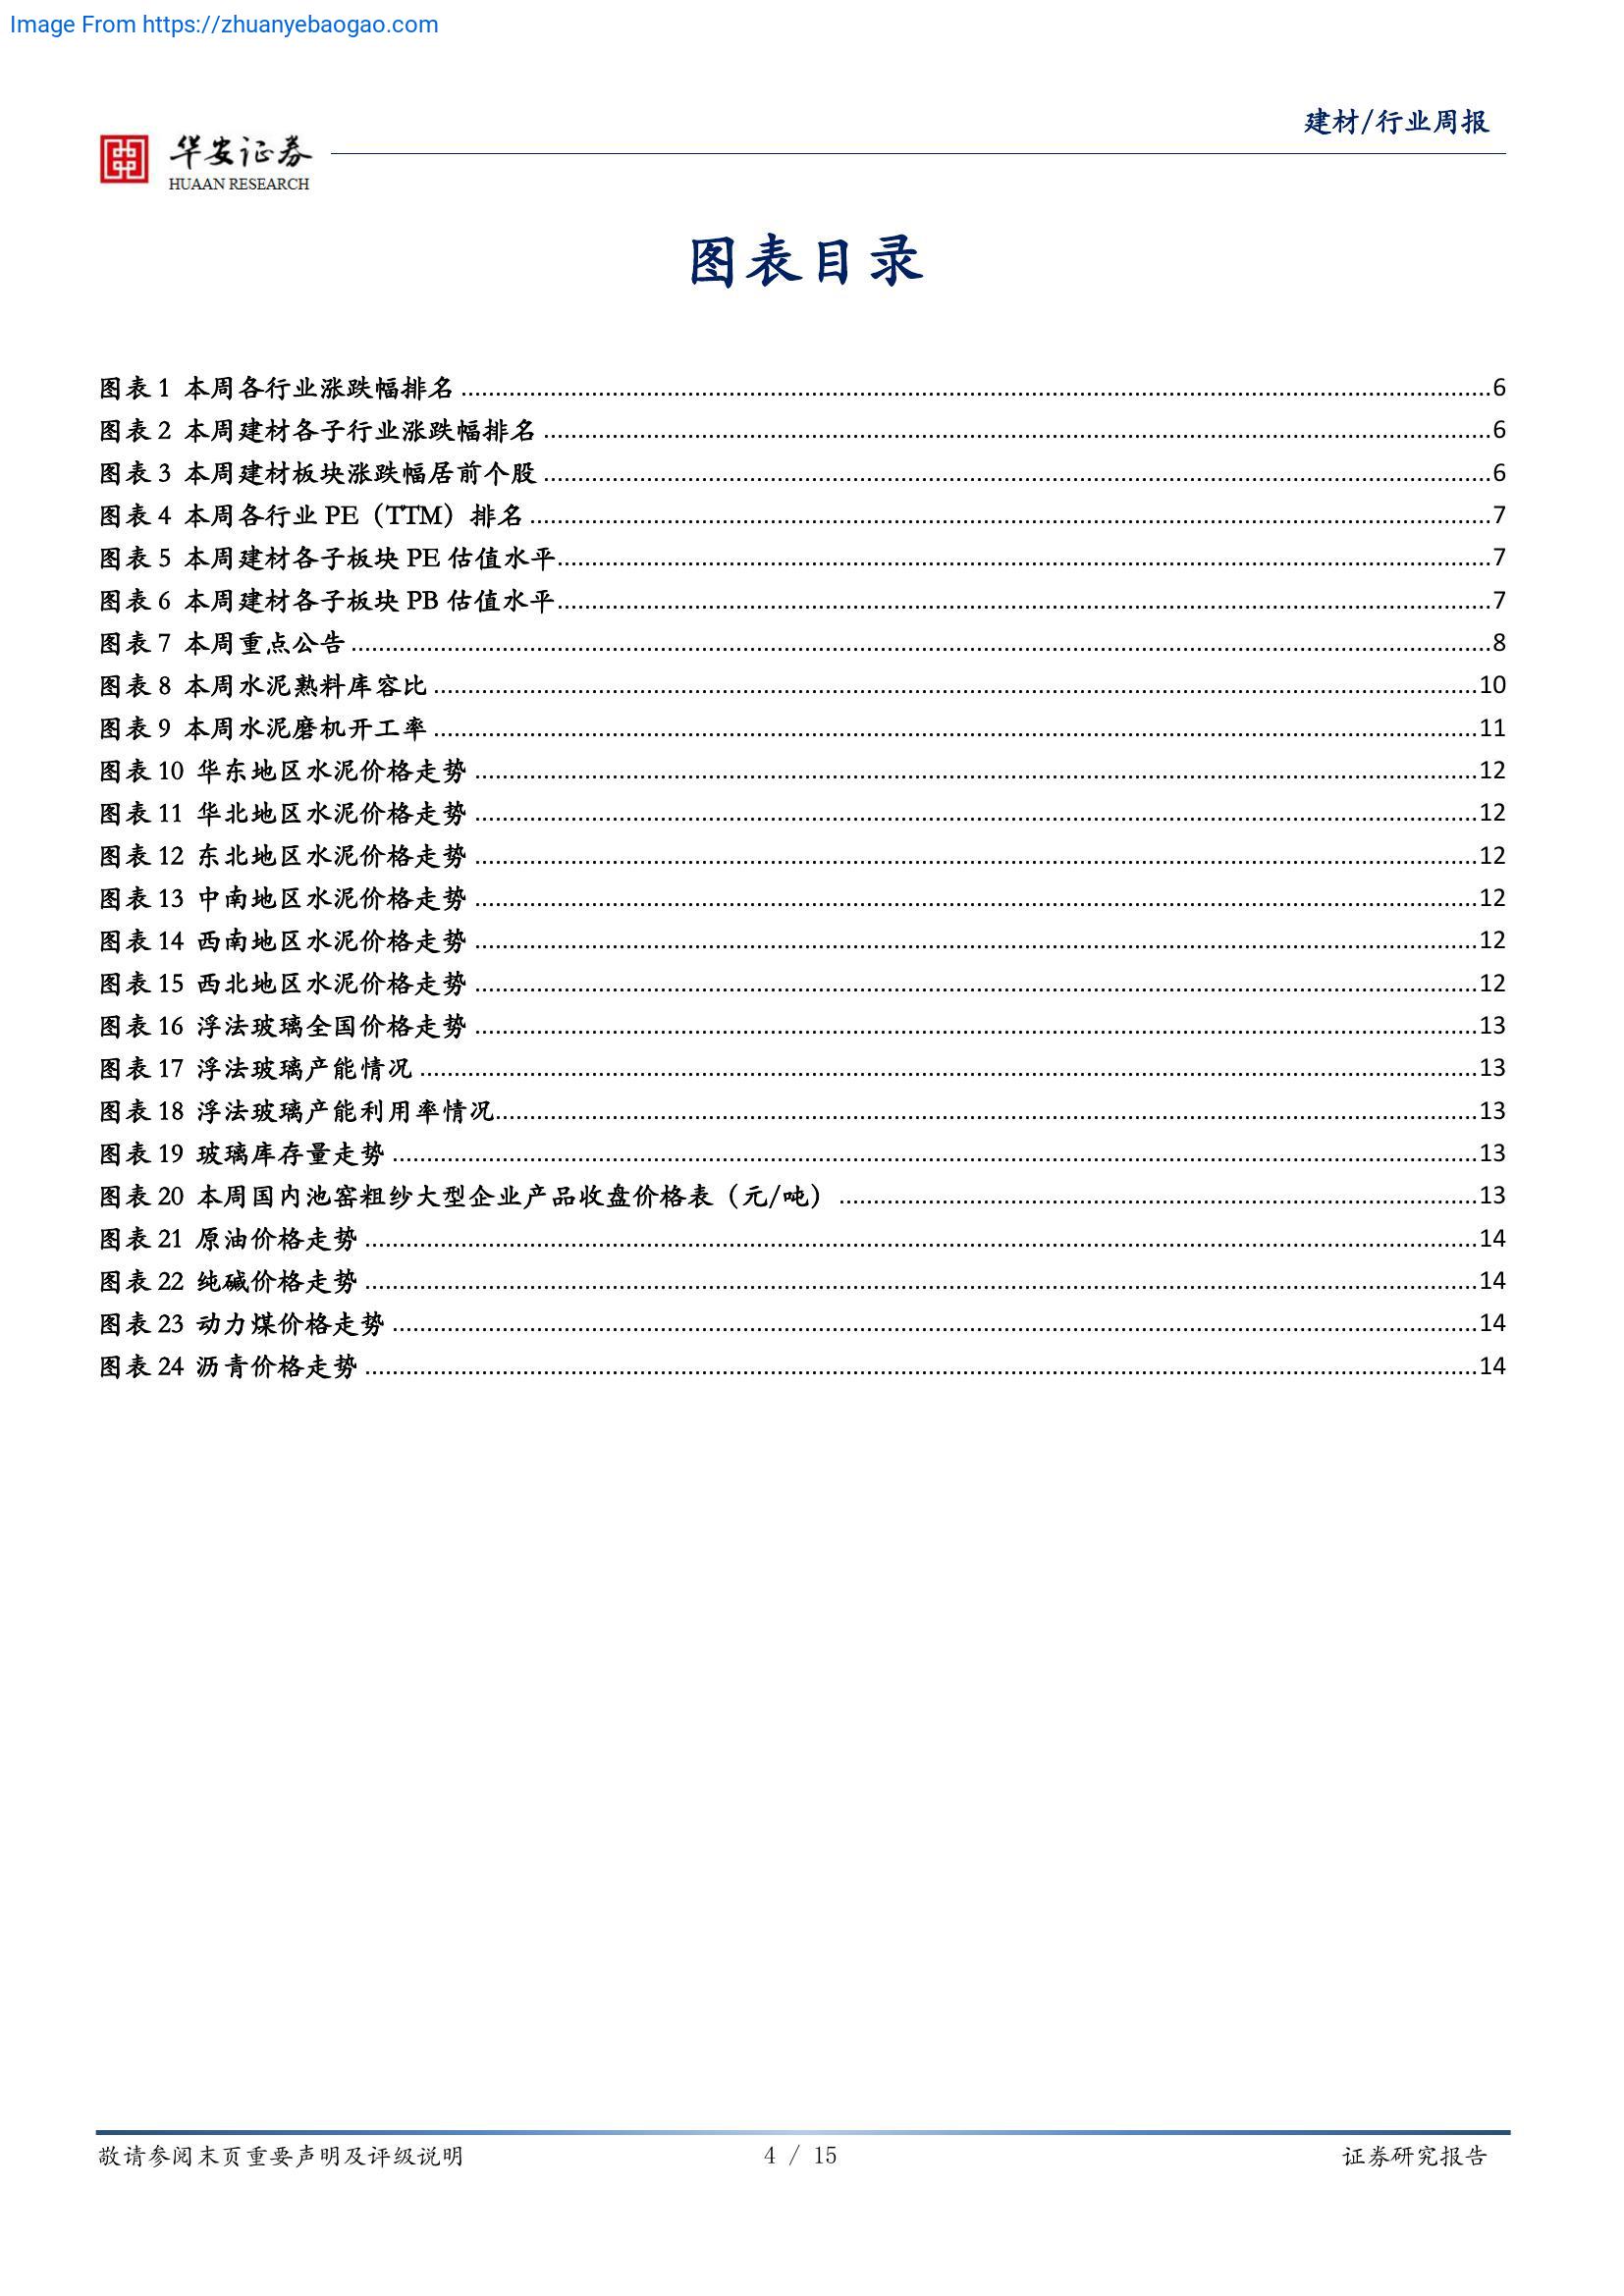 Image From https://zhuanyebaogao.com
建材/行业周报
华安证券
HUAAN RESEARCH
图表目录
图表 1 本周各行业涨跌幅排名 6
图表 2 本周建材各子行业涨跌幅排名 6
图表 3 本周建材板块涨跌幅居前个股 6
图表 4 本周各行业 PE（TTM）排名 7
图表 5 本周建材各子板块 PE 估值水平 7
图表 6 本周建材各子板块 PB 估值水平 7
图表 7 本周重点公告 8
图表 8 本周水泥熟料库容比 10
图表 9 本周水泥磨机开工率 11
图表 10 华东地区水泥价格走势 12
图表 11 华北地区水泥价格走势 12
图表 12 东北地区水泥价格走势 12
图表 13 中南地区水泥价格走势 12
图表 14 西南地区水泥价格走势 12
图表 15 西北地区水泥价格走势 12
图表 16 浮法玻璃全国价格走势 13
图表 17 浮法玻璃产能情况 13
图表 18 浮法玻璃产能利用率情况 13
图表 19 玻璃库存量走势 13
图表 20 本周国内池窑粗纱大型企业产品收盘价格表（元/吨） 13
图表 21 原油价格走势 14
图表 22 纯碱价格走势 14
图表 23 动力煤价格走势 14
图表 24 沥青价格走势 14
敬请参阅末页重要声明及评级说明 4 / 15 证券研究报告